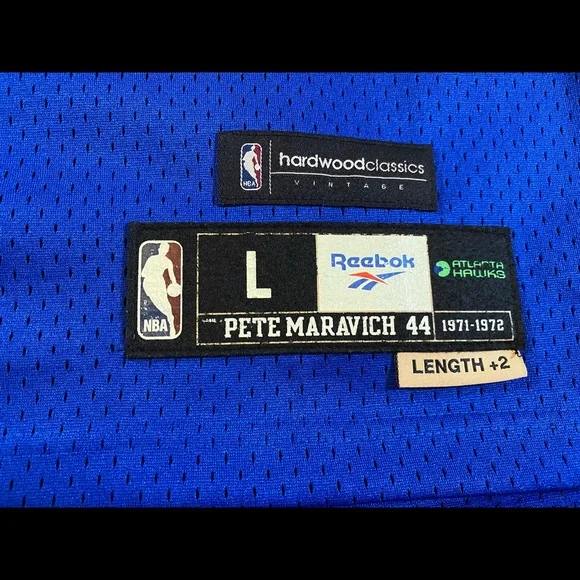 NBA
hardwoodclassics
VINTAGE
NBA
L
Reebok
ATLANTA
HAWKS
PETE MARAVICH 44
1971-1972
LENGTH +2